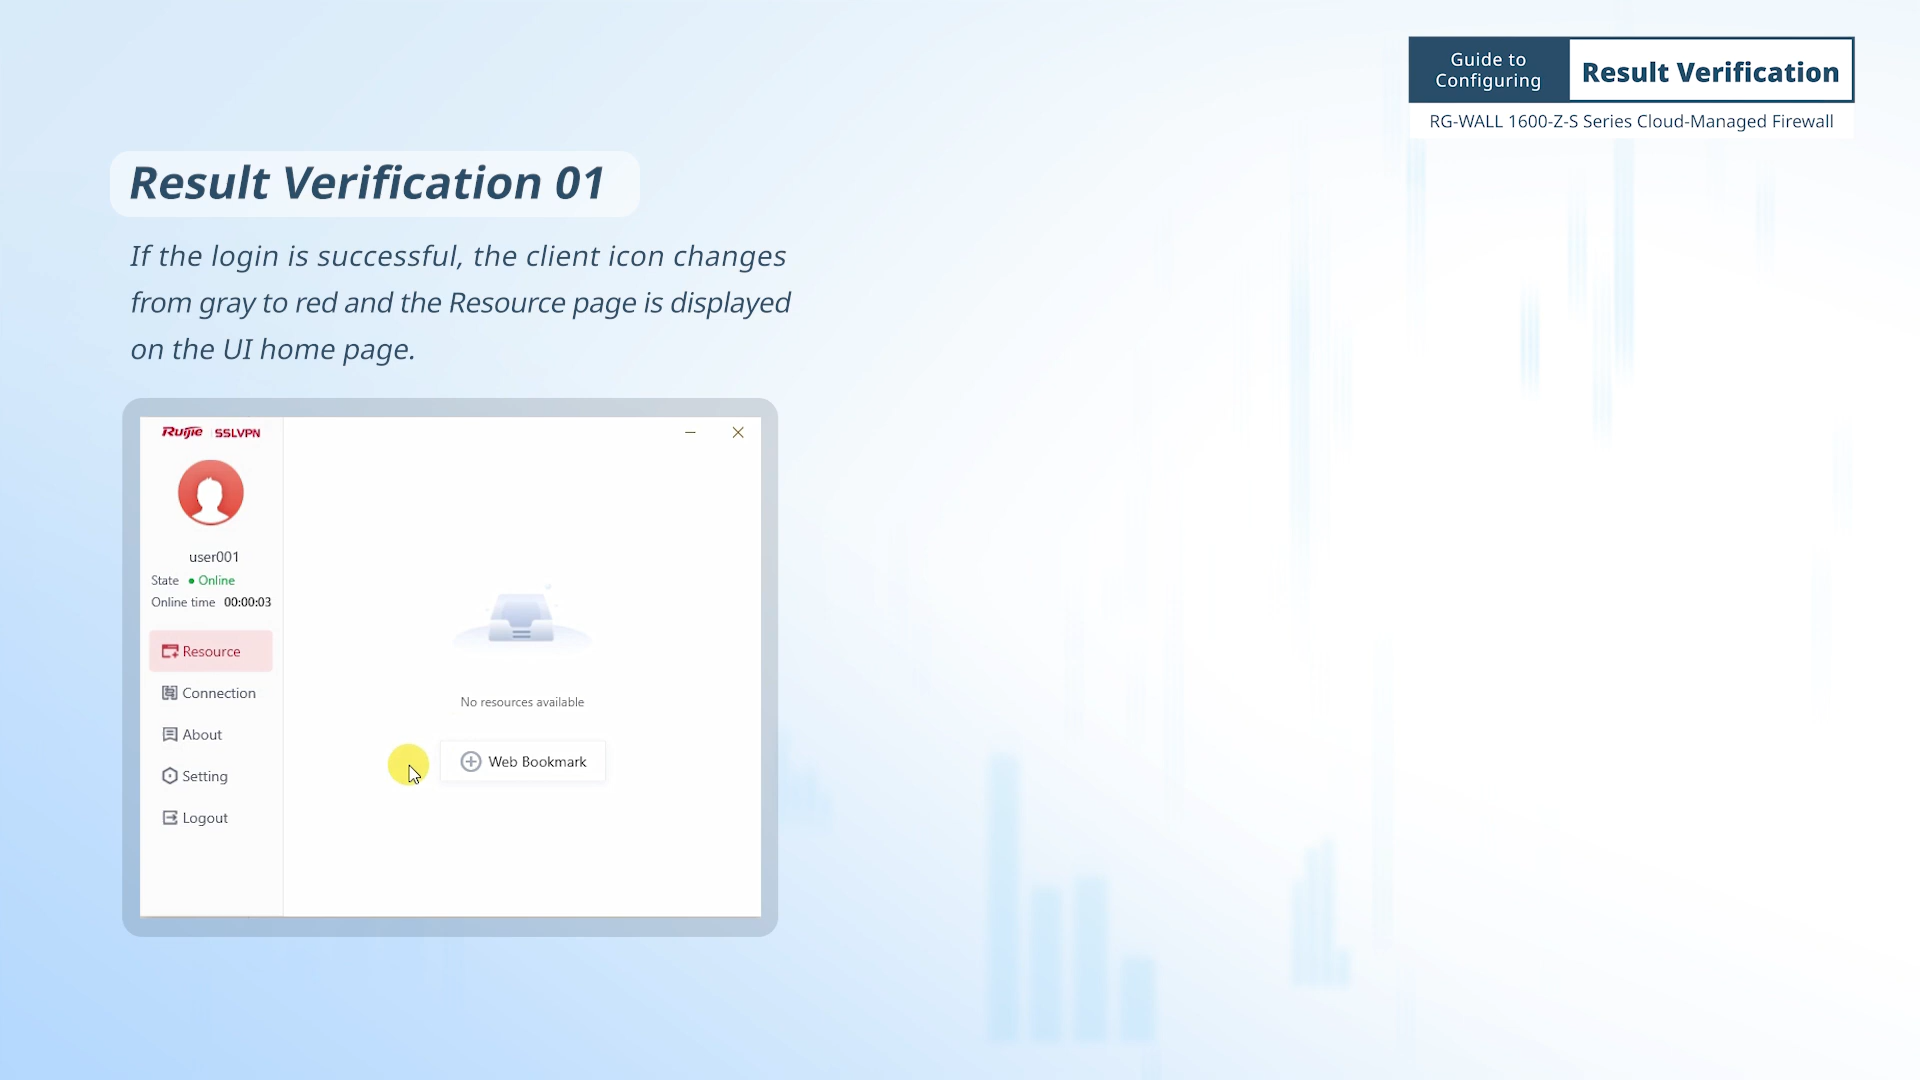 Guide to
Configuring
Result Verification
RG-WALL 1600-Z-S Series Cloud-Managed Firewall
Result Verification 01
If the login is successful, the client icon changes
from gray to red and the Resource page is displayed
on the UI home page.
Ruijie SSLVPN
user001
State Online
Online time 00:00:03
Resource
Connection
About
Setting
Logout
No resources available
Web Bookmark